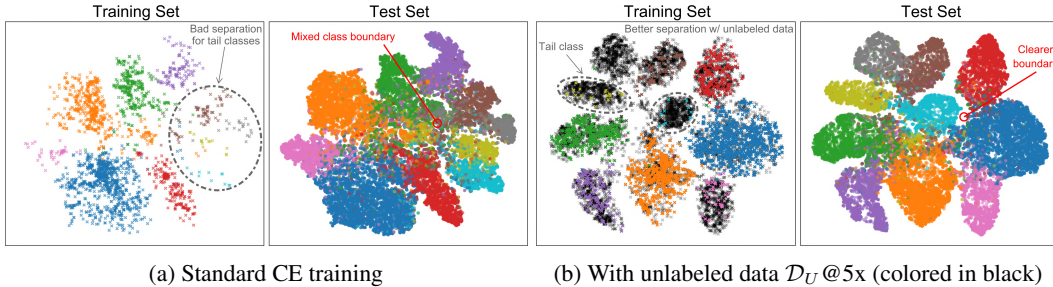 Training Set
Bad separation
for tail classes
Test Set
Mixed class boundary
Training Set
Better separation w/ unlabeled data
Tail class
Test Set
Clearer
boundary
(a) Standard CE training
(b) With unlabeled data 𝒟_U@5x (colored in black)